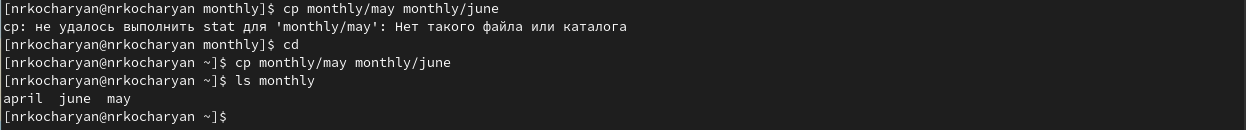 [nrkocharyan@nrkocharyan monthly]$ cp monthly/may monthly/june
cp: не удалось выполнить stat для 'monthly/may': Нет такого файла или каталога
[nrkocharyan@nrkocharyan monthly]$ cd
[nrkocharyan@nrkocharyan ~]$ cp monthly/may monthly/june
[nrkocharyan@nrkocharyan ~]$ ls monthly
april  june  may
[nrkocharyan@nrkocharyan ~]$